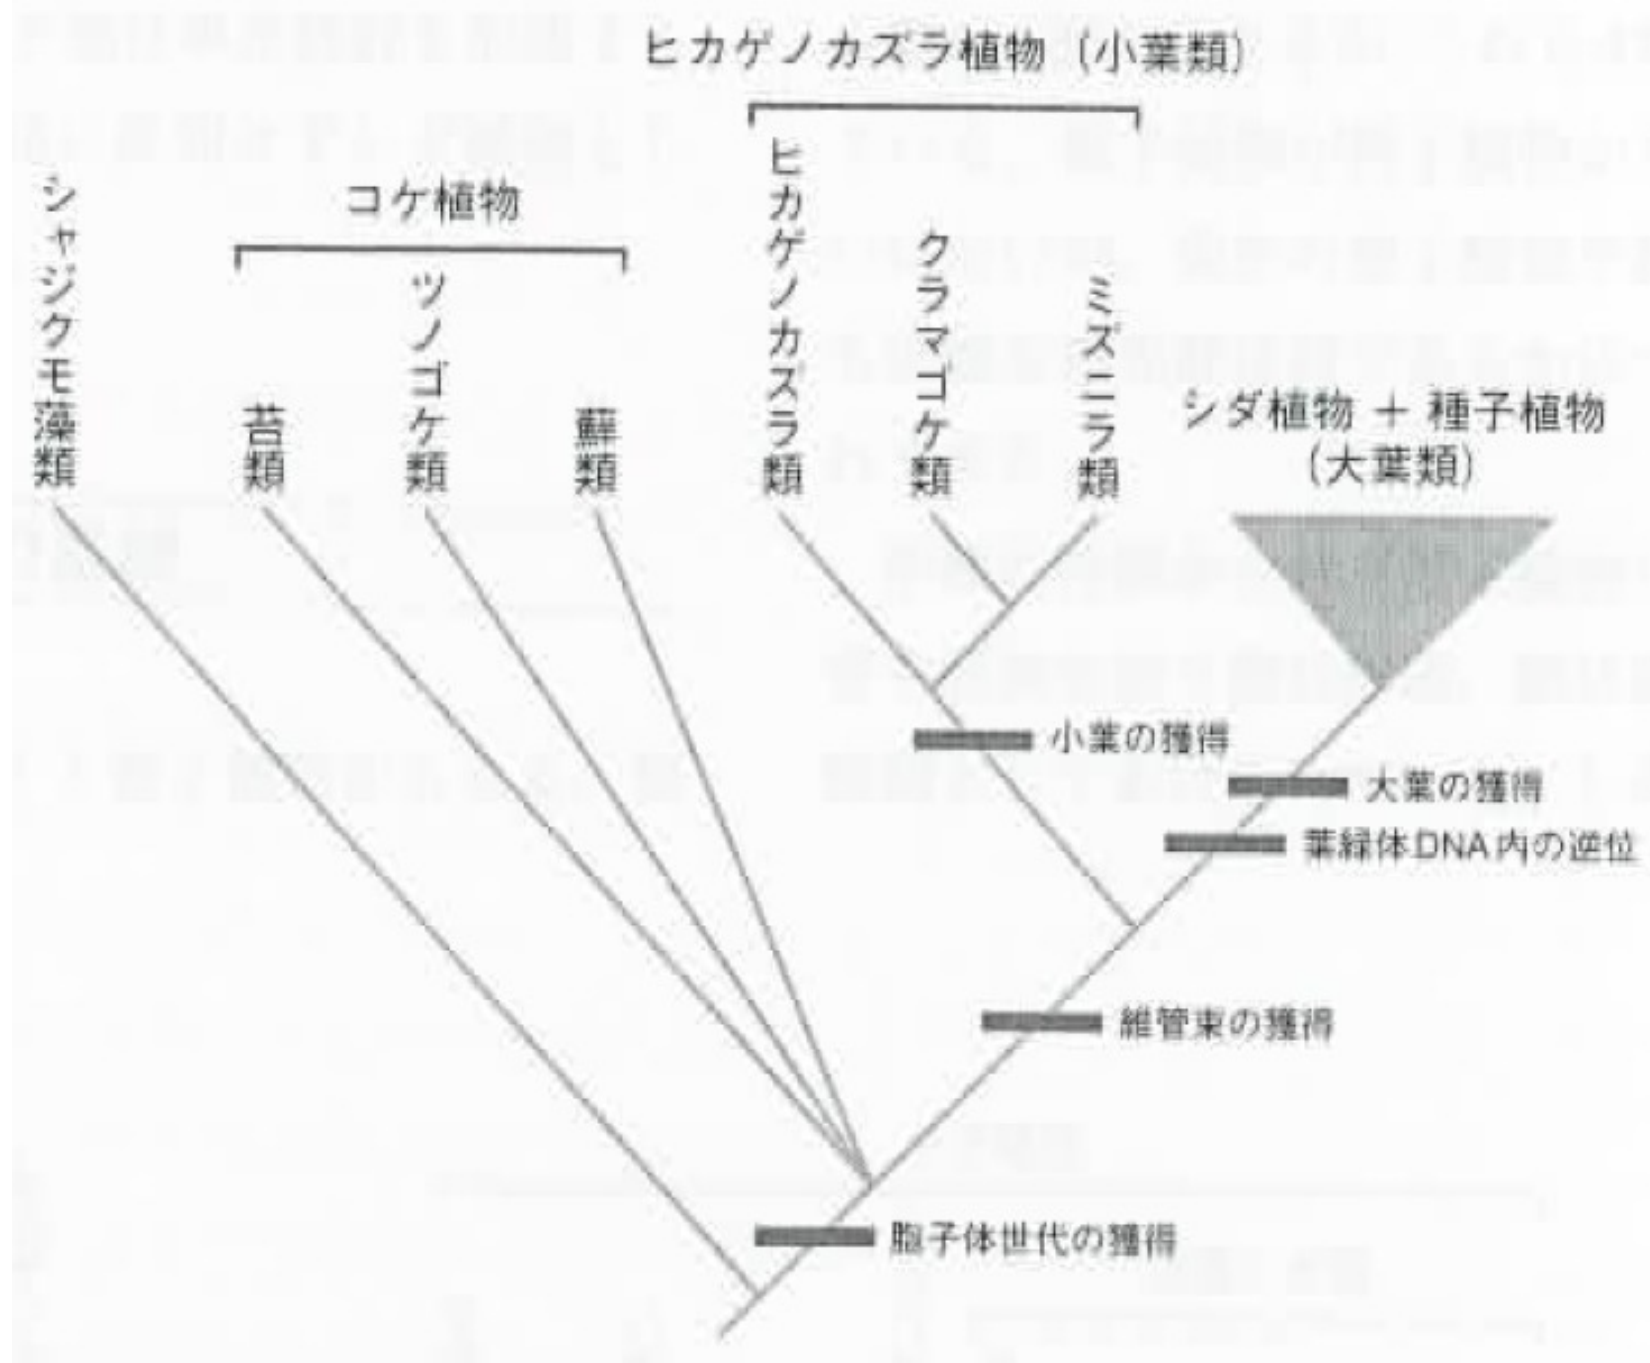 ヒカゲノカズラ植物(小葉類)
コケ植物
シャジクモ藻類
苔類
ツノゴケ類
蘚類
ヒカゲノカズラ類
クラマゴケ類
ミズニラ類
シダ植物 + 種子植物
(大葉類)
小葉の獲得
大葉の獲得
葉緑体DNA内の逆位
維管束の獲得
胞子体世代の獲得